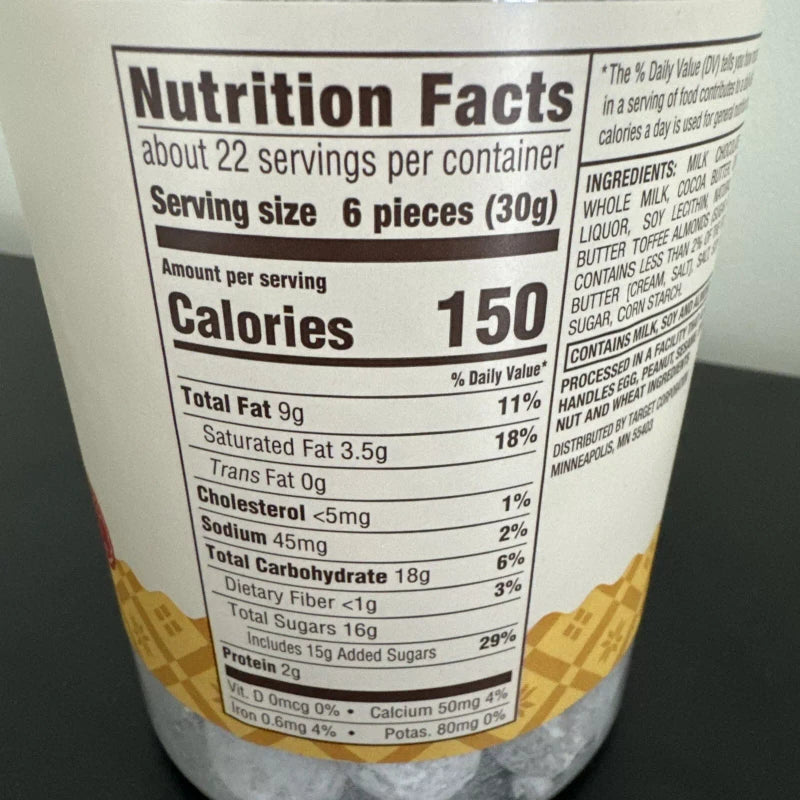 Nutrition Facts
about 22 servings per container
Serving size 6 pieces (30g)
Amount per serving
Calories 150
% Daily Value*
Total Fat 9g 11%
Saturated Fat 3.5g 18%
Trans Fat 0g
Cholesterol <5mg 1%
Sodium 45mg 2%
Total Carbohydrate 18g 6%
Dietary Fiber <1g 3%
Total Sugars 16g
Includes 15g Added Sugars 29%
Protein 2g
Vit. D 0mcg 0% • Calcium 50mg 4%
Iron 0.6mg 4% • Potas. 80mg 0%
*The % Daily Value (DV) tells you how
in a serving of food contributes to a
calories a day is used for general
INGREDIENTS: MILK
WHOLE MILK, COCOA BUTTER,
LIQUOR, SOY LECITHIN,
BUTTER TOFFEE ALMONDS
CONTAINS LESS THAN 2% OF
BUTTER [CREAM, SALT],
SUGAR, CORN STARCH.
CONTAINS MILK, SOY AND
PROCESSED IN A FACILITY THAT
HANDLES EGG, PEANUT, SESAME,
NUT AND WHEAT INGREDIENTS.
DISTRIBUTED BY TARGET CORPORATION
MINNEAPOLIS, MN 55403